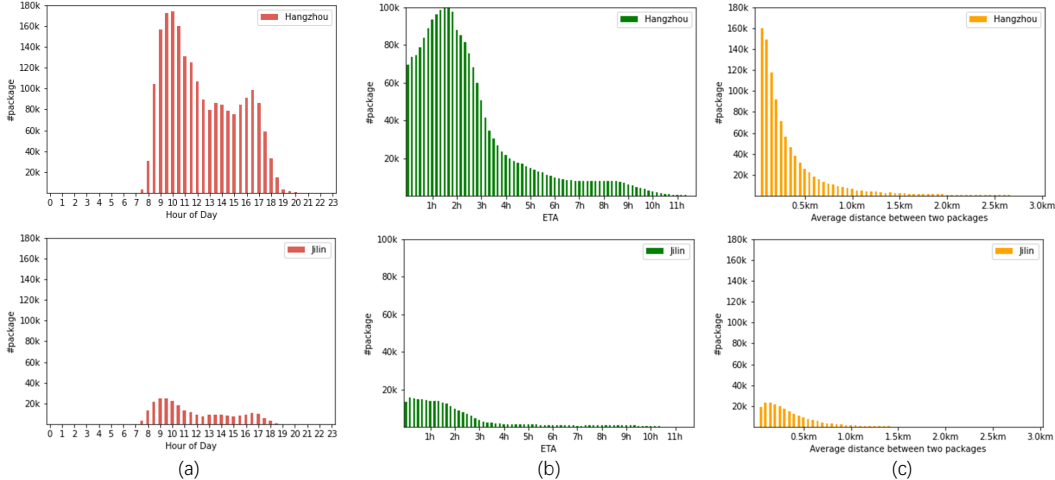 180k
160k
140k
120k
100k
80k
60k
40k
20k
#package
Hangzhou
0 1 2 3 4 5 6 7 8 9 10 11 12 13 14 15 16 17 18 19 20 21 22 23
Hour of Day
100k
80k
60k
40k
20k
#package
Hangzhou
1h 2h 3h 4h 5h 6h 7h 8h 9h 10h 11h
ETA
180k
160k
140k
120k
100k
80k
60k
40k
20k
#package
Hangzhou
0.5km 1.0km 1.5km 2.0km 2.5km 3.0km
Average distance between two packages
180k
160k
140k
120k
100k
80k
60k
40k
20k
#package
Jilin
0 1 2 3 4 5 6 7 8 9 10 11 12 13 14 15 16 17 18 19 20 21 22 23
Hour of Day
100k
80k
60k
40k
20k
#package
Jilin
1h 2h 3h 4h 5h 6h 7h 8h 9h 10h 11h
ETA
180k
160k
140k
120k
100k
80k
60k
40k
20k
#package
Jilin
0.5km 1.0km 1.5km 2.0km 2.5km 3.0km
Average distance between two packages
(a) (b) (c)